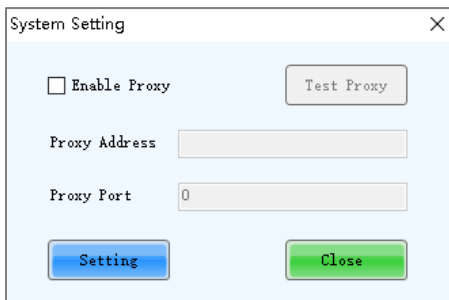 System Setting
Enable Proxy
Test Proxy
Proxy Address
Proxy Port
0
Setting
Close